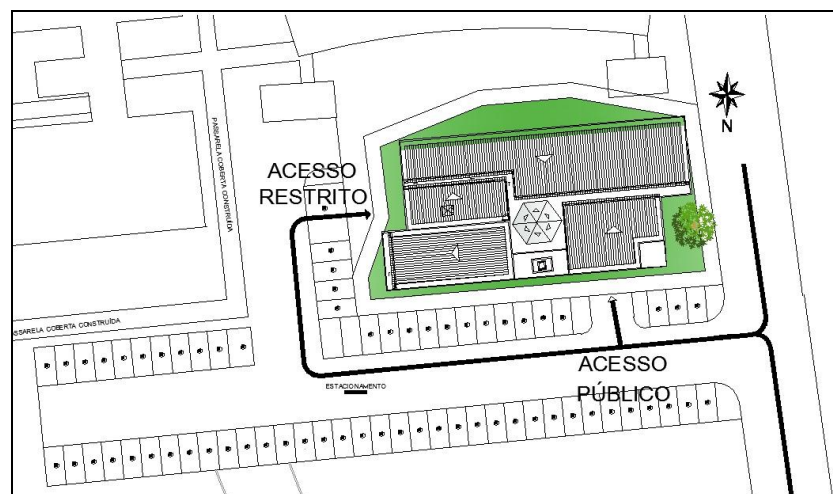 PASSARELA COBERTA CONSTRUÍDA
N
ACESSO
RESTRITO
PASSARELA COBERTA CONSTRUÍDA
ESTACIONAMENTO
ACESSO
PÚBLICO